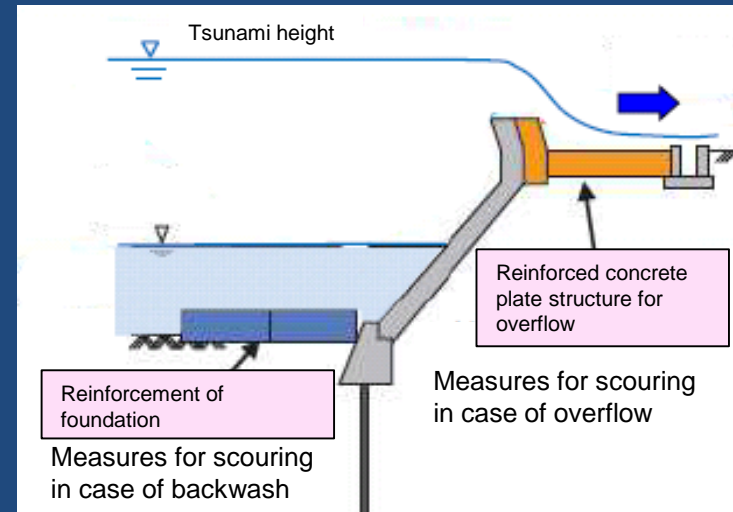 Tsunami height
Reinforced concrete
plate structure for
overflow
Measures for scouring
in case of overflow
Reinforcement of
foundation
Measures for scouring
in case of backwash